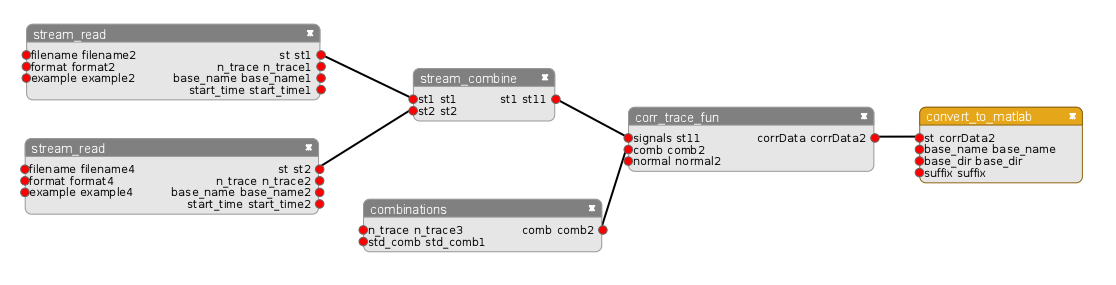 stream_read
filename filename2 st st1
format format2 n_trace n_trace1
example example2 base_name base_name1
start_time start_time1
stream_read
filename filename4 st st2
format format4 n_trace n_trace2
example example4 base_name base_name2
start_time start_time2
stream_combine
st1 st1 st1 st11
st2 st2
combinations
n_trace n_trace3 comb comb2
std_comb std_comb1
corr_trace_fun
signals st11 corrData corrData2
comb comb2
normal normal2
convert_to_matlab
st corrData2
base_name base_name
base_dir base_dir
suffix suffix